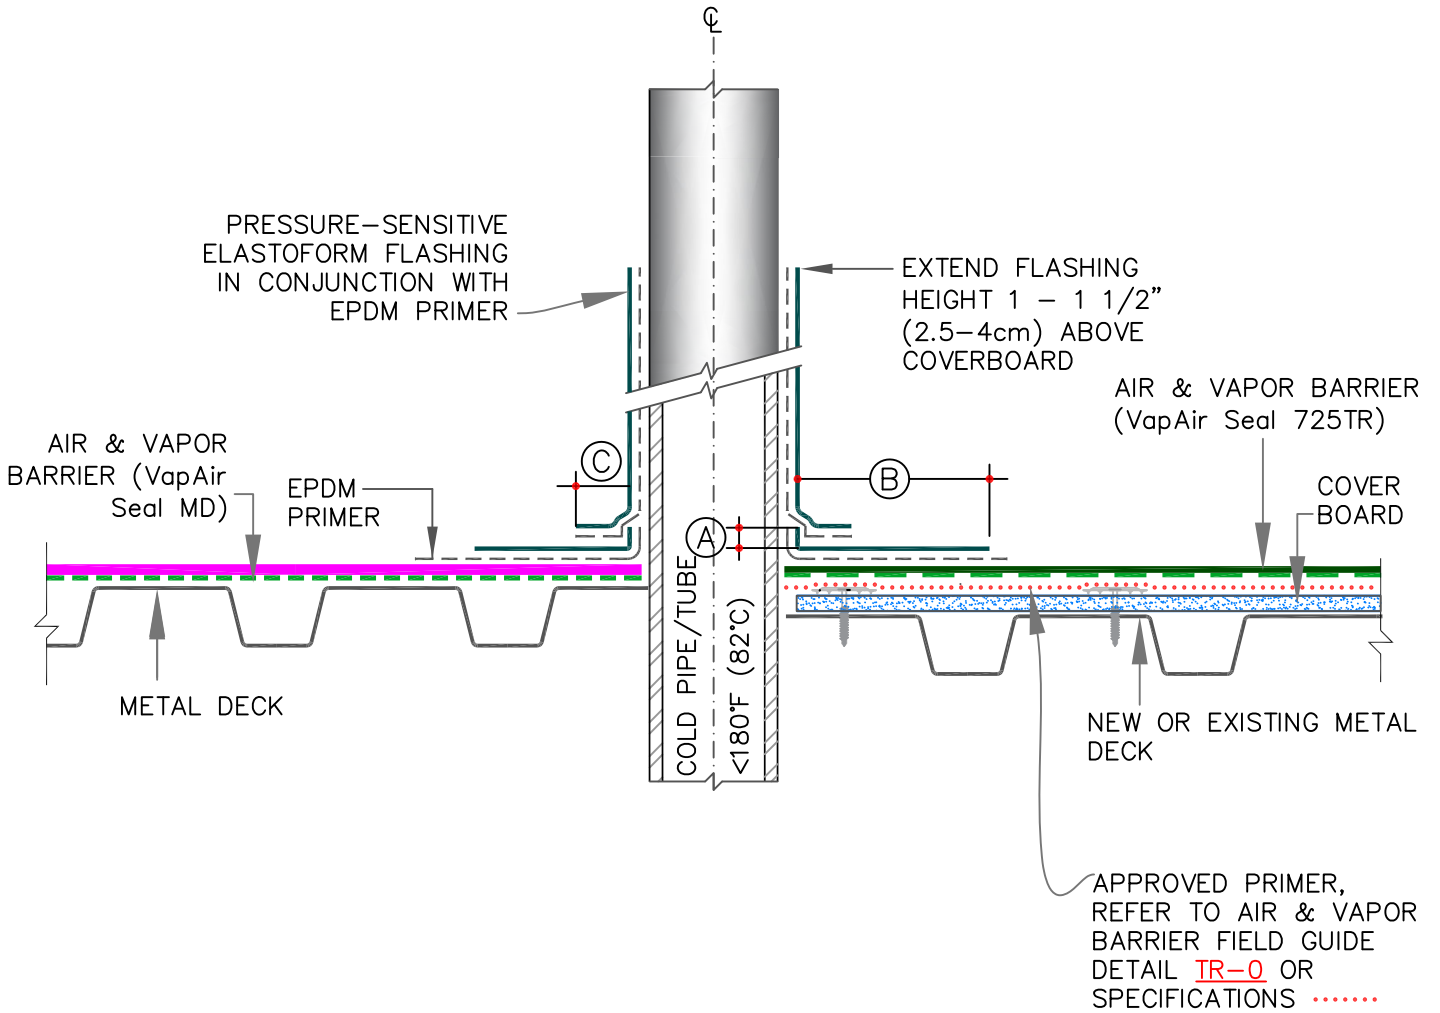 ℄
PRESSURE-SENSITIVE
ELASTOFORM FLASHING
IN CONJUNCTION WITH
EPDM PRIMER
EXTEND FLASHING
HEIGHT 1 - 1 1/2"
(2.5-4cm) ABOVE
COVERBOARD
AIR & VAPOR BARRIER
(VapAir Seal 725TR)
AIR & VAPOR
BARRIER (VapAir
Seal MD)
EPDM
PRIMER
C
B
A
COVER
BOARD
COLD PIPE/TUBE
<180°F (82°C)
METAL DECK
NEW OR EXISTING METAL
DECK
APPROVED PRIMER,
REFER TO AIR & VAPOR
BARRIER FIELD GUIDE
DETAIL TR-0 OR
SPECIFICATIONS